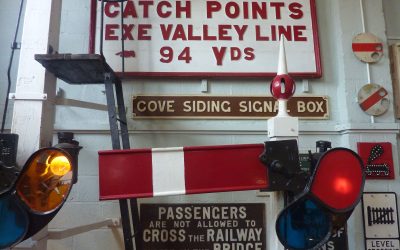 CATCH POINTS
EXE VALLEY LINE
94 YDS
COVE SIDING SIGNAL BOX
PASSENGERS
ARE NOT ALLOWED TO
CROSS THE RAILWAY
BRIDGE
LEVEL